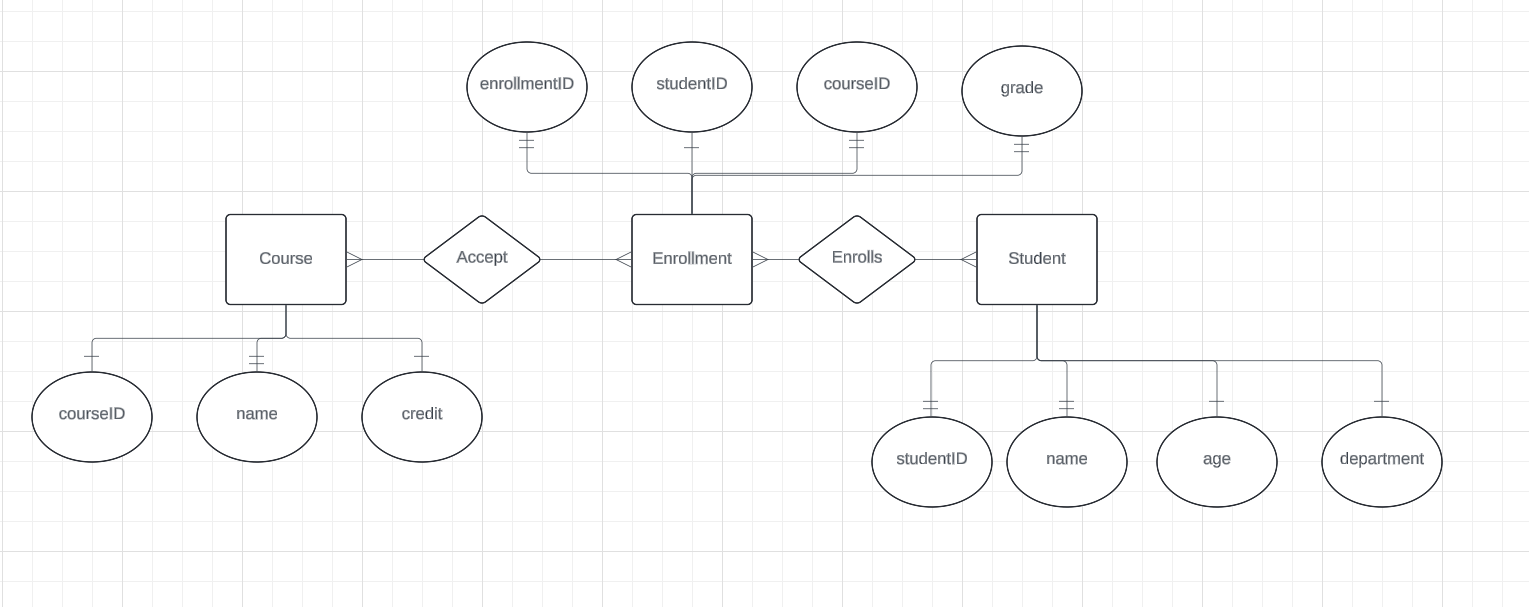 enrollmentID
studentID
courseID
grade
Course
Accept
Enrollment
Enrolls
Student
courseID
name
credit
studentID
name
age
department